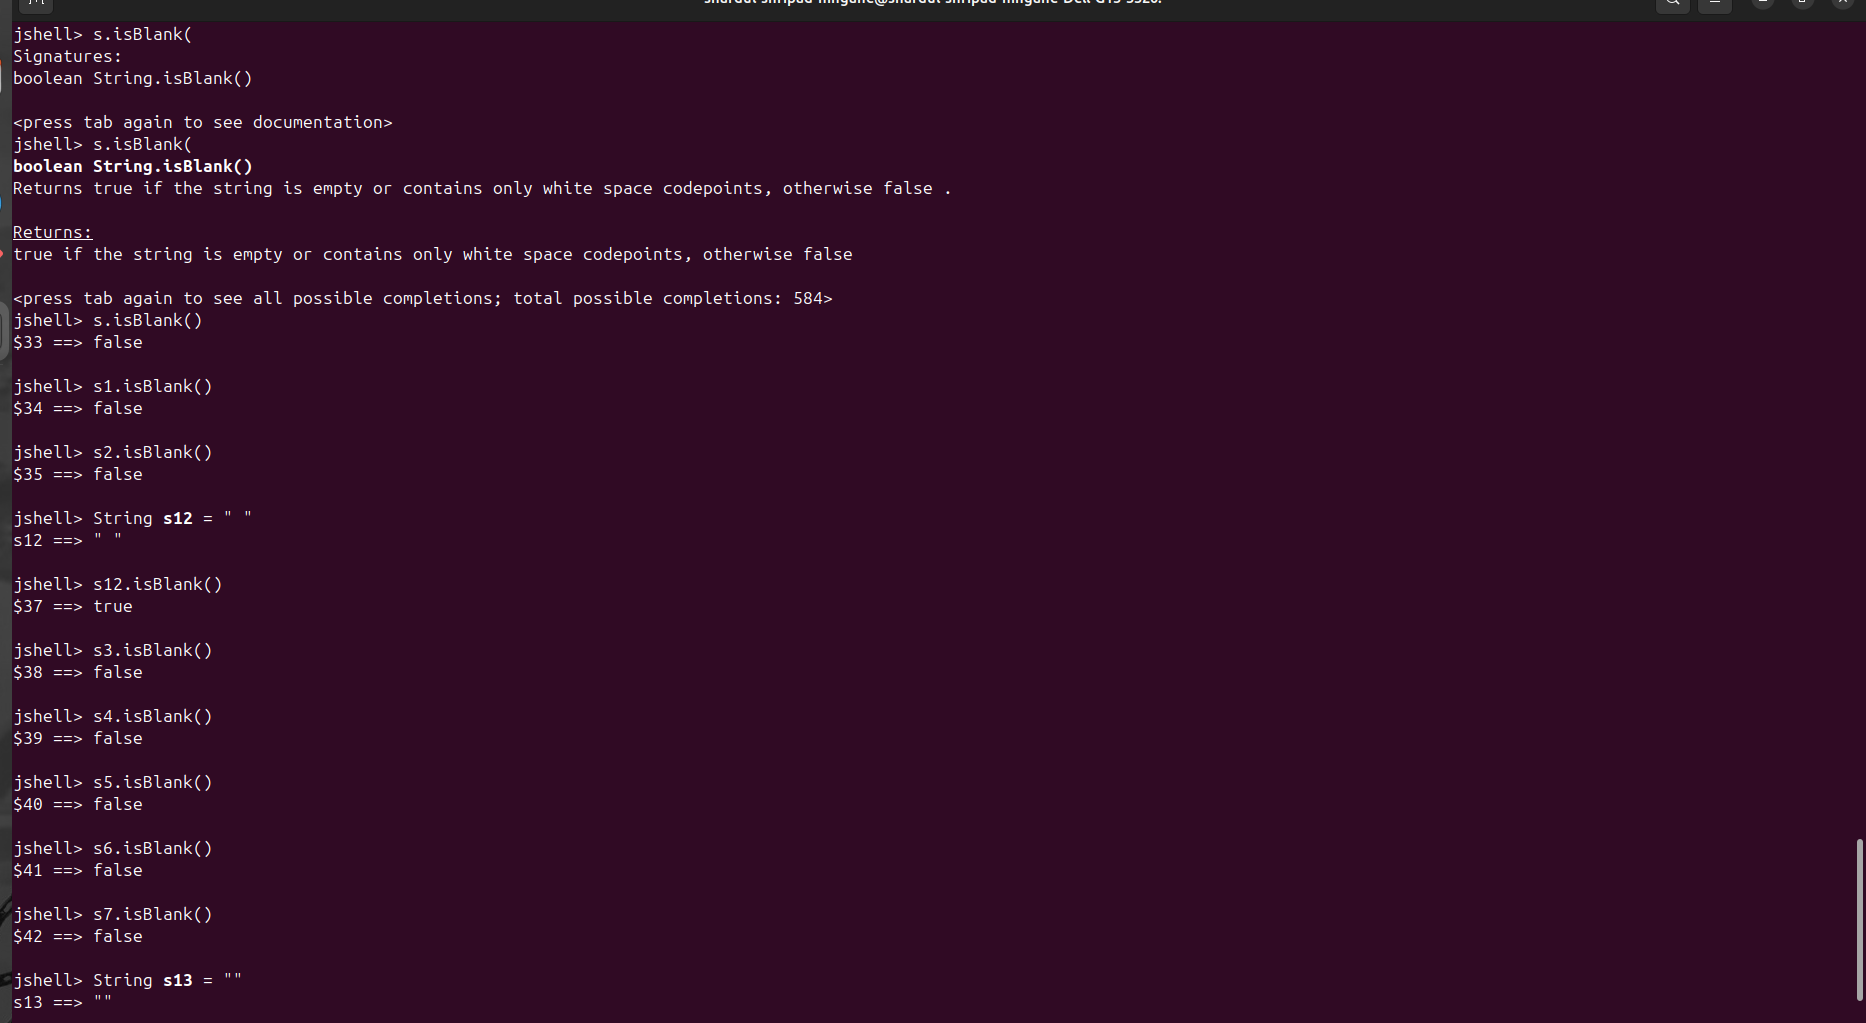 jshell> s.isBlank(
Signatures:
boolean String.isBlank()
<press tab again to see documentation>
jshell> s.isBlank(
boolean String.isBlank()
Returns true if the string is empty or contains only white space codepoints, otherwise false .
Returns:
true if the string is empty or contains only white space codepoints, otherwise false
<press tab again to see all possible completions; total possible completions: 584>
jshell> s.isBlank()
$33 ==> false
jshell> s1.isBlank()
$34 ==> false
jshell> s2.isBlank()
$35 ==> false
jshell> String s12 = " "
s12 ==> " "
jshell> s12.isBlank()
$37 ==> true
jshell> s3.isBlank()
$38 ==> false
jshell> s4.isBlank()
$39 ==> false
jshell> s5.isBlank()
$40 ==> false
jshell> s6.isBlank()
$41 ==> false
jshell> s7.isBlank()
$42 ==> false
jshell> String s13 = ""
s13 ==> ""